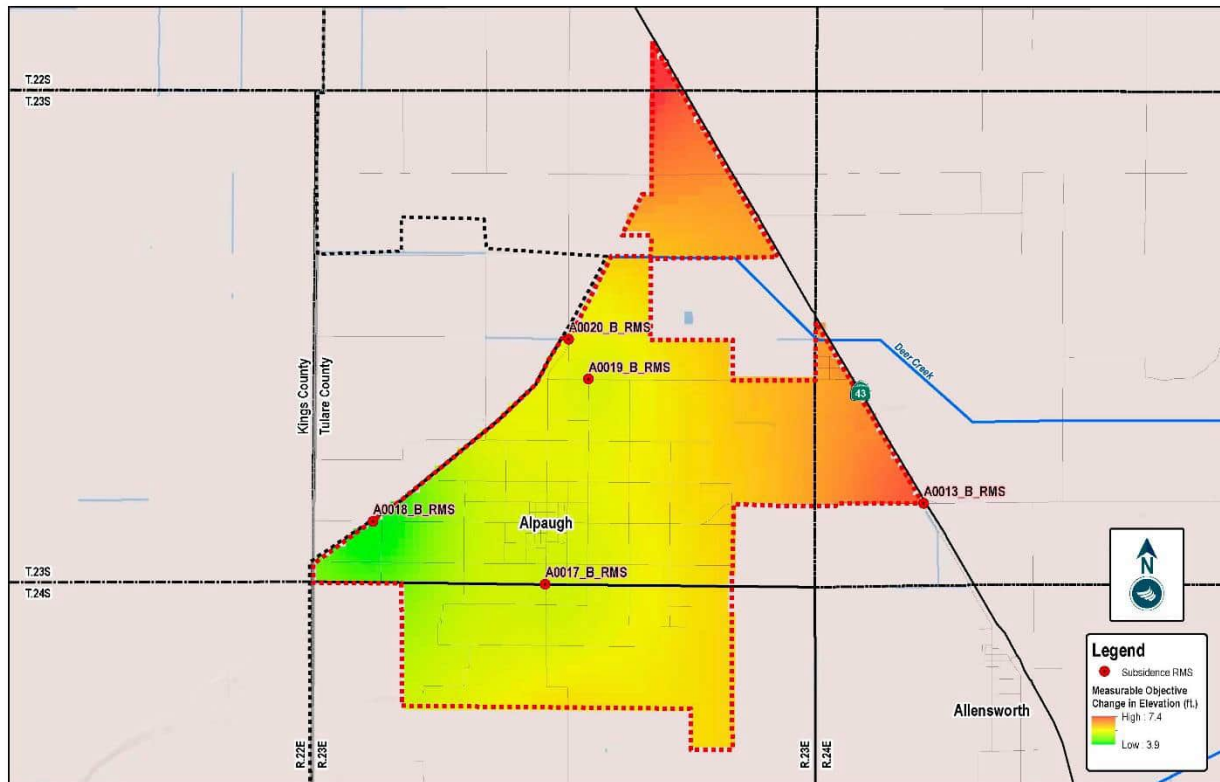 T.22S
T.23S
A0020_B_RMS
A0019_B_RMS
Deer Creek
43
Kings County
Tulare County
A0013_B_RMS
A0018_B_RMS
Alpaugh
A0017_B_RMS
T.23S
T.24S
N
Legend
Subsidence RMS
Measurable Objective
Change in Elevation (ft.)
High : 7.4
Low : 3.9
Allensworth
R.22E
R.23E
R.23E
R.24E